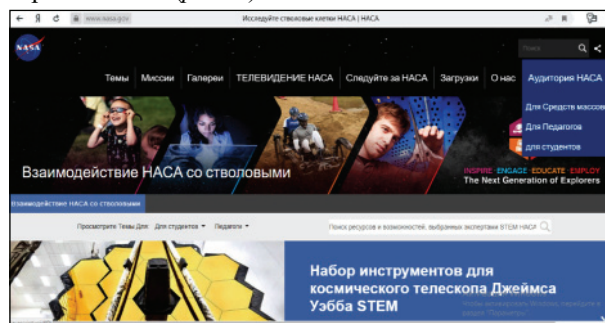 www.nasa.gov
Исследуйте стволовые клетки НАСА | НАСА
NASA
Поиск
Темы Миссии Галереи ТЕЛЕВИДЕНИЕ НАСА Следуйте за НАСА Загрузки О нас Аудитория НАСА
Для Средств массов
Для Педагогов
для студентов
Взаимодействие НАСА со стволовыми
INSPIRE-ENGAGE-EDUCATE-EMPLOY
The Next Generation of Explorers
Взаимодействие НАСА со стволовыми
Просмотрите Темы Для Для студентов Педагоги
Поиск ресурсов и возможностей, выбранных экспертами STEM НАСА
Набор инструментов для
космического телескопа Джеймса
Уэбба STEM